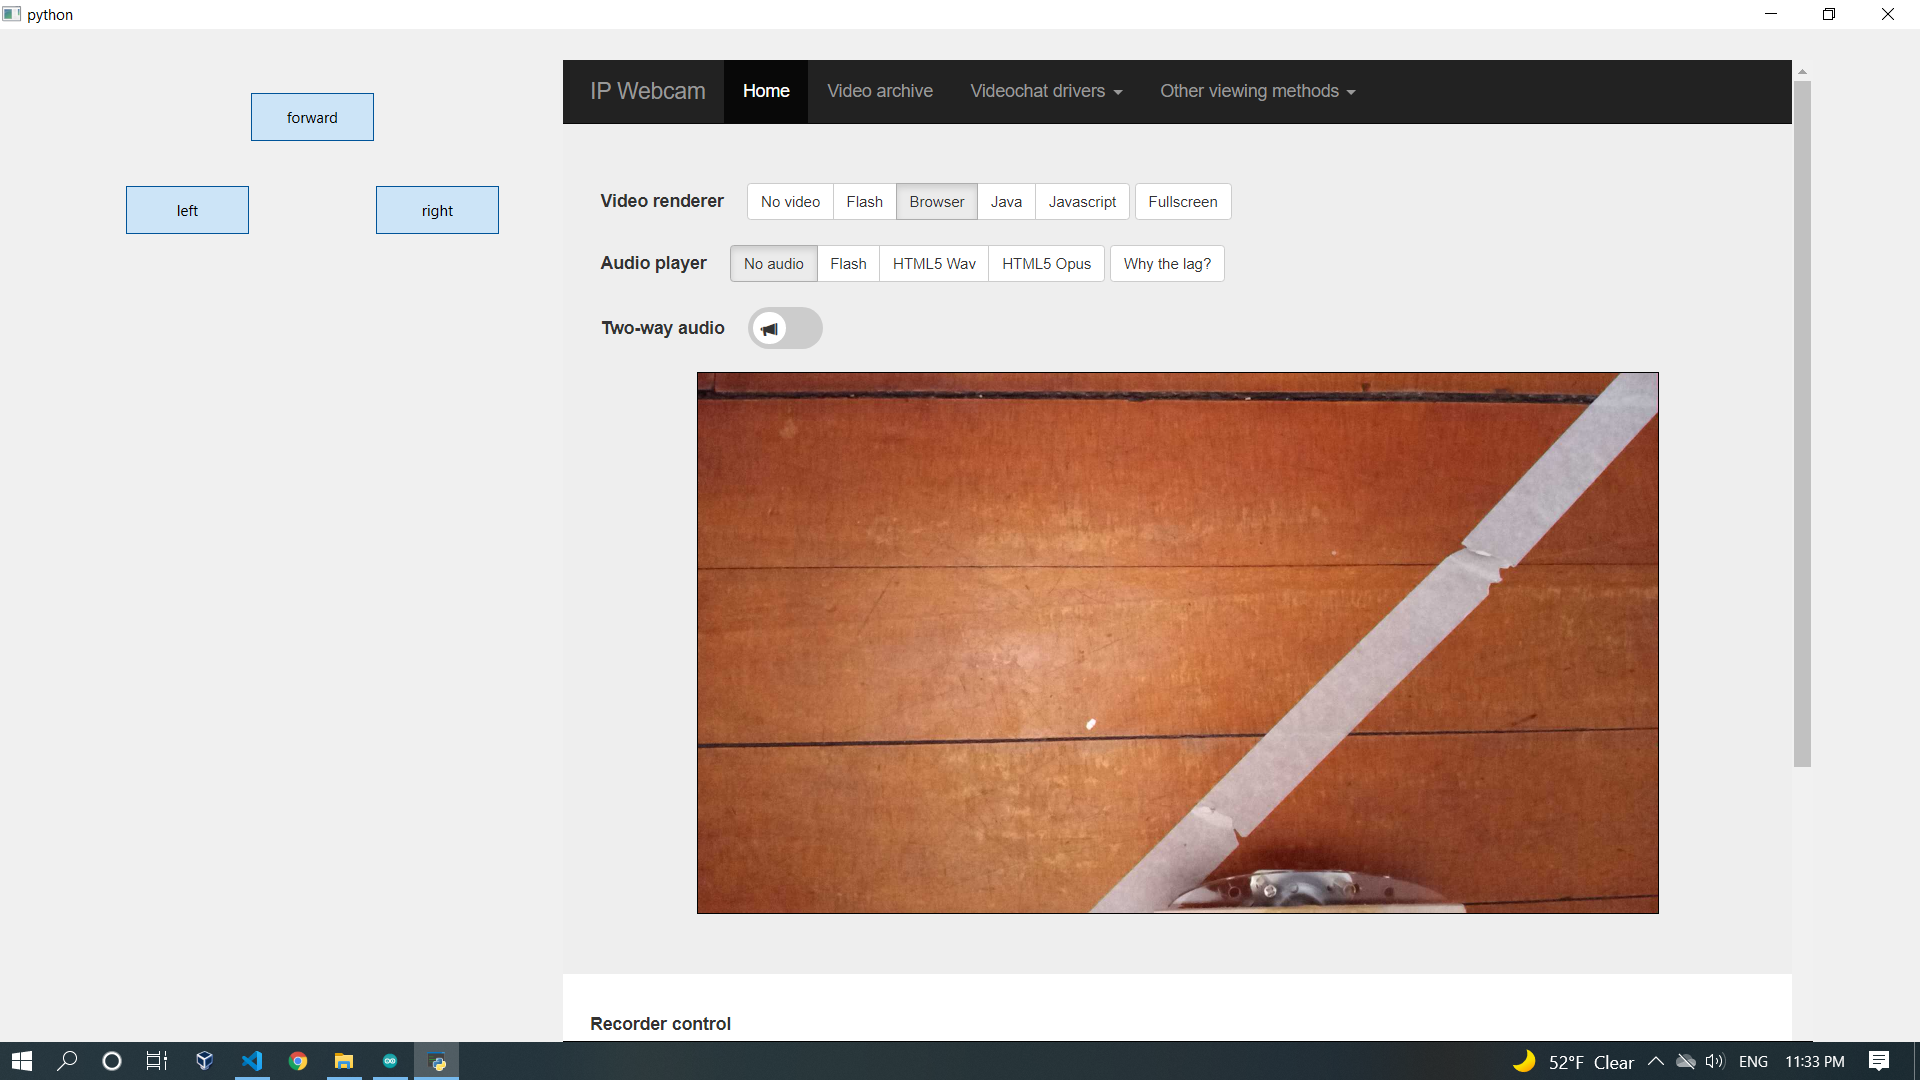 python
forward
left right
IP Webcam Home Video archive Videochat drivers Other viewing methods
Video renderer No video Flash Browser Java Javascript Fullscreen
Audio player No audio Flash HTML5 Wav HTML5 Opus Why the lag?
Two-way audio
Recorder control
52°F Clear ENG 11:33 PM